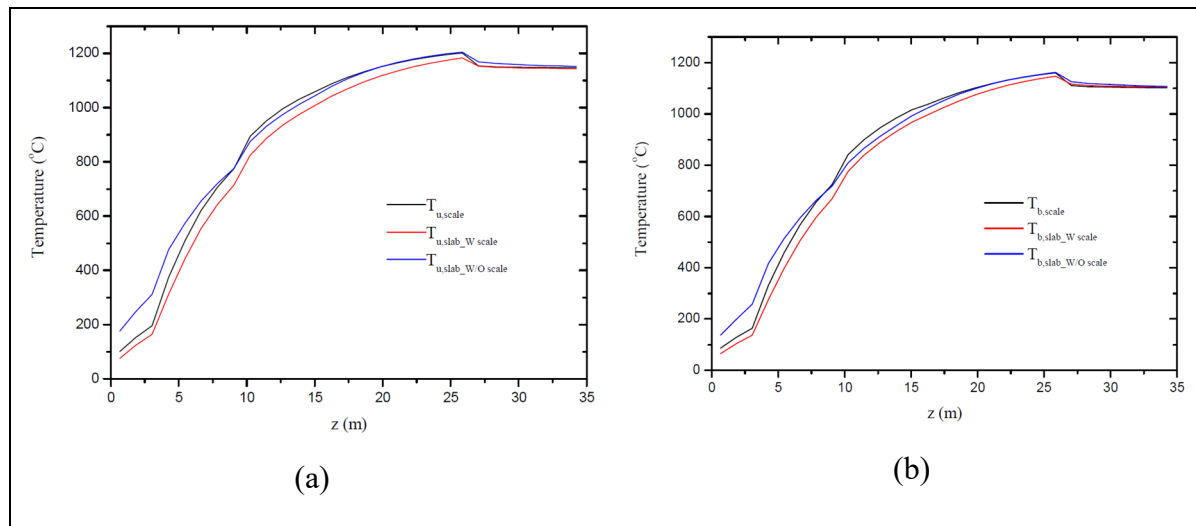 1200
1000
800
600
400
200
0
Temperature (°C)
T u,scale
T u,slab_W scale
T u,slab_W/O scale
0 5 10 15 20 25 30 35
z (m)
(a)
1200
1000
800
600
400
200
0
Temperature (°C)
T b,scale
T b,slab_W scale
T b,slab_W/O scale
0 5 10 15 20 25 30 35
z (m)
(b)